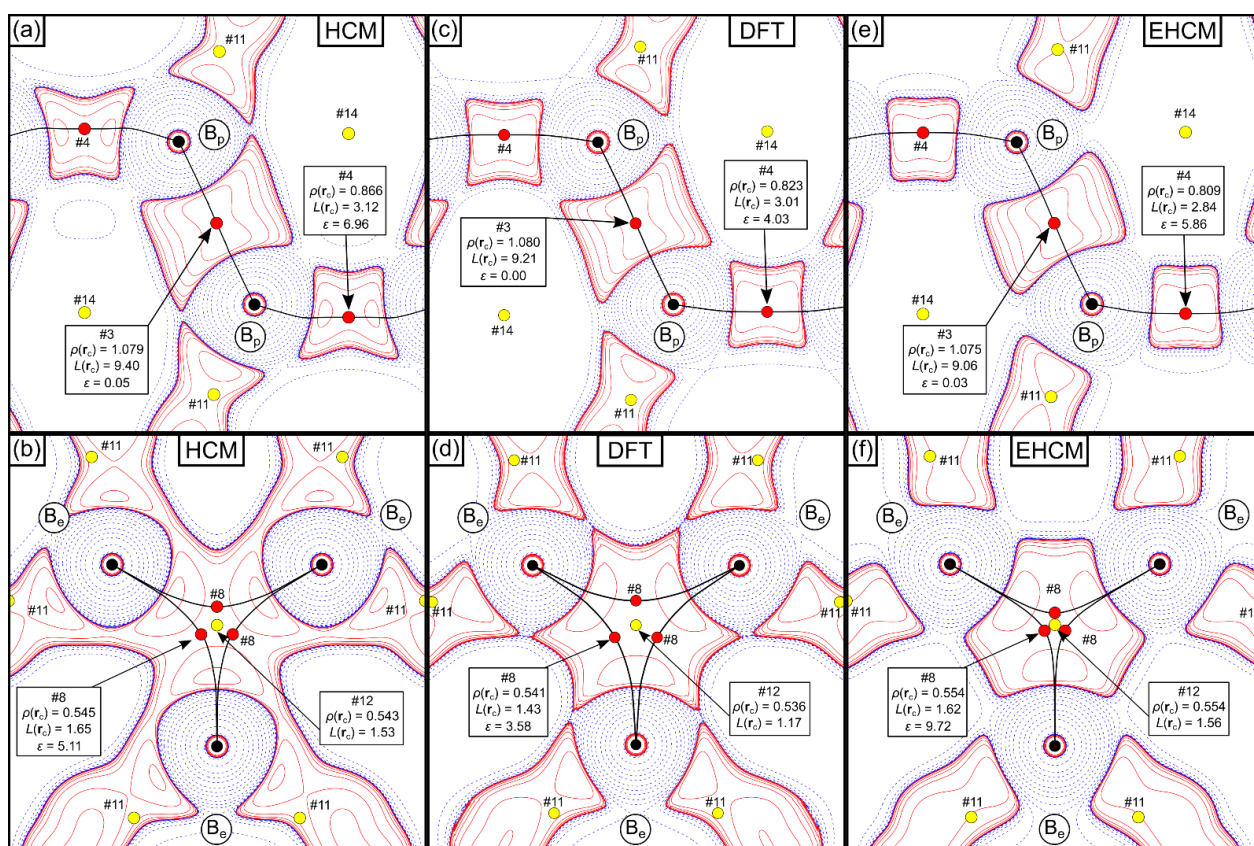 (a)
HCM
#11
#4
Bp
#14
#4
ρ(rc) = 0.866
L(rc) = 3.12
ε = 6.96
#14
#3
ρ(rc) = 1.079
L(rc) = 9.40
ε = 0.05
Bp
#11
(c)
DFT
#11
#4
Bp
#14
#4
ρ(rc) = 0.823
L(rc) = 3.01
ε = 4.03
#3
ρ(rc) = 1.080
L(rc) = 9.21
ε = 0.00
#14
Bp
#11
(e)
EHCM
#11
#4
Bp
#14
#4
ρ(rc) = 0.809
L(rc) = 2.84
ε = 5.86
#14
#3
ρ(rc) = 1.075
L(rc) = 9.06
ε = 0.03
Bp
#11
(b)
HCM
#11
#11
Be
Be
#8
#11
#11
#8
#8
ρ(rc) = 0.545
L(rc) = 1.65
ε = 5.11
#12
ρ(rc) = 0.543
L(rc) = 1.53
#11
#11
Be
(d)
DFT
#11
#11
Be
Be
#8
#11
#11
#8
#8
ρ(rc) = 0.541
L(rc) = 1.43
ε = 3.58
#12
ρ(rc) = 0.536
L(rc) = 1.17
#11
#11
Be
(f)
EHCM
#11
#11
Be
Be
#8
#11
#11
#8
#8
ρ(rc) = 0.554
L(rc) = 1.62
ε = 9.72
#12
ρ(rc) = 0.554
L(rc) = 1.56
#11
#11
Be